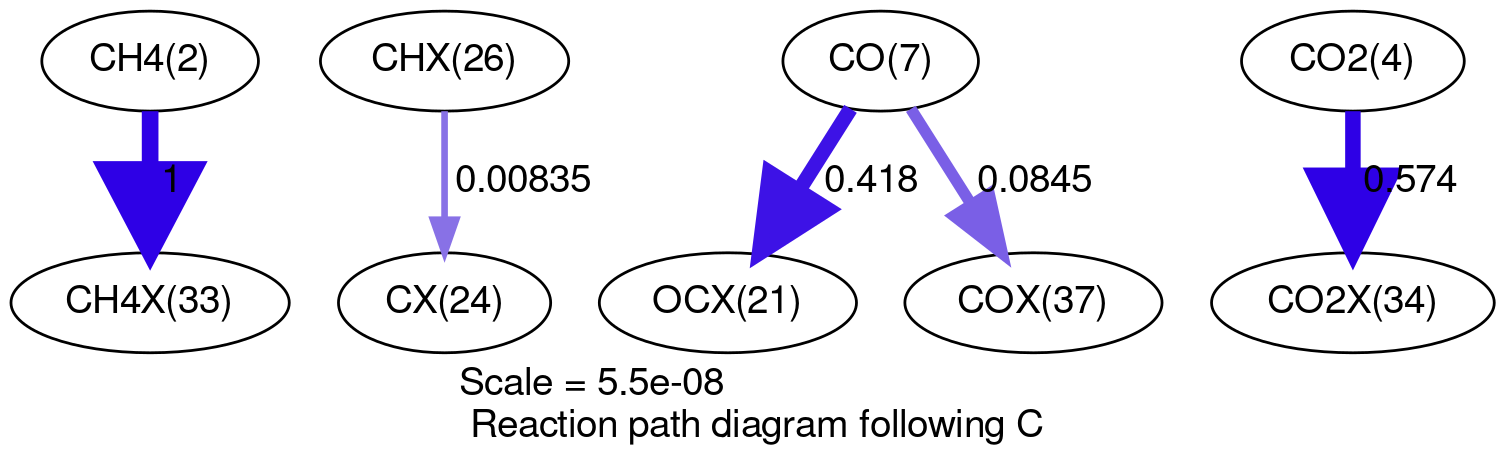 CH4(2)
CHX(26)
CO(7)
CO2(4)
1
0.00835
0.418
0.0845
0.574
CH4X(33)
CX(24)
OCX(21)
COX(37)
CO2X(34)
Scale = 5.5e-08
Reaction path diagram following C